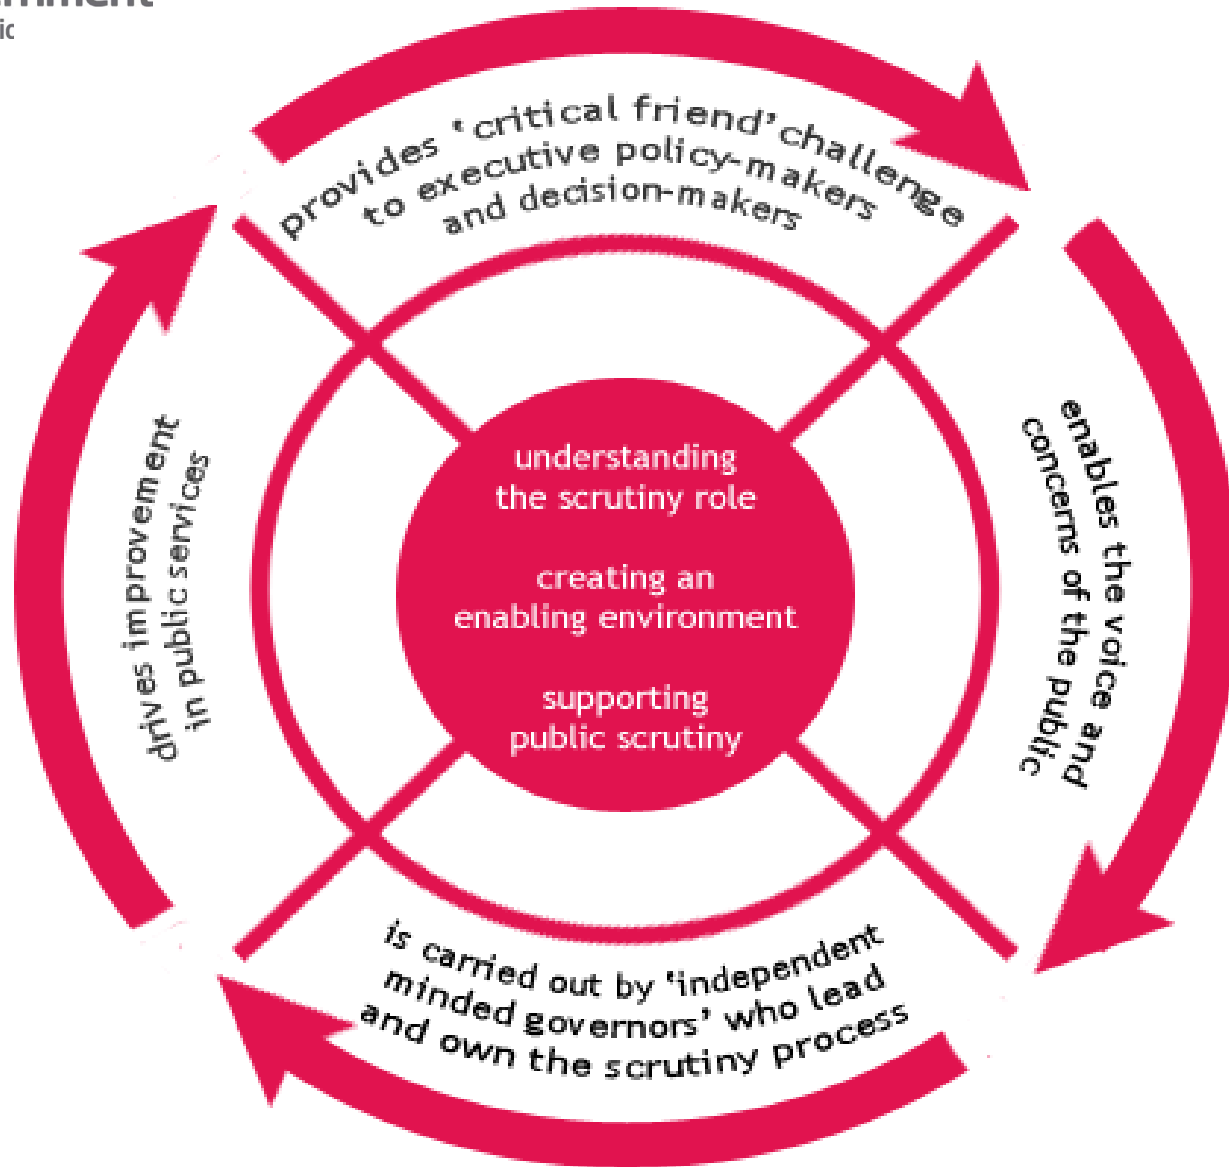 provides ‘critical friend’ challenge
to executive policy-makers
and decision-makers
enables the voice and
concerns of the public
understanding
the scrutiny role
creating an
enabling environment
supporting
public scrutiny
is carried out by ‘independent
minded governors’ who lead
and own the scrutiny process
drives improvement
in public services